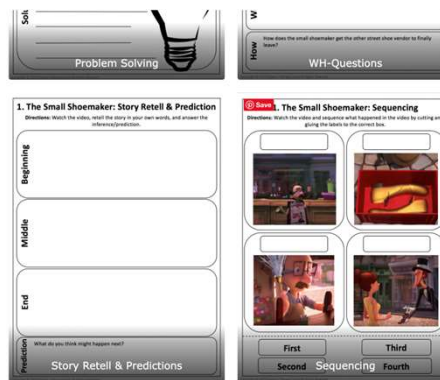 Solu
Problem Solving
W
How
How does the small shoemaker get the other street shoe vendor to finally
leave?
WH-Questions
1. The Small Shoemaker: Story Retell & Prediction
Directions: Watch the video, retell the story in your own words, and answer the
inference/prediction.
Beginning
Middle
End
Prediction
What do you think might happen next?
Story Retell & Predictions
Save
1. The Small Shoemaker: Sequencing
Directions: Watch the video and sequence what happened in the video by cutting an
gluing the labels to the correct box.
First
Third
Second
Fourth
Sequencing